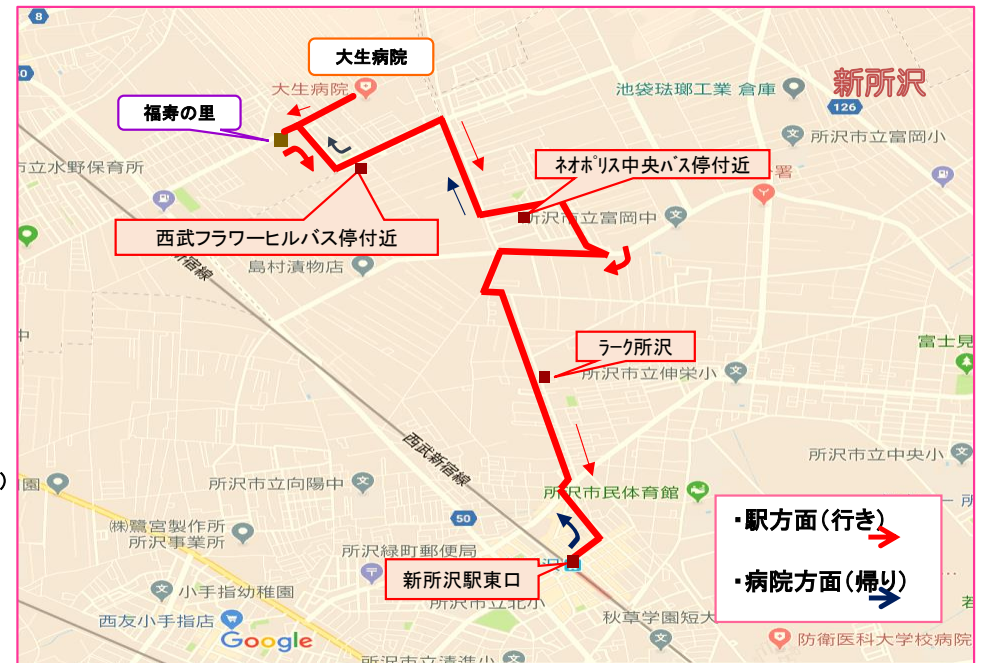 8
大生病院
大生病院
池袋琺瑯工業 倉庫
新所沢
126
福寿の里
所沢市立富岡小
市立水野保育所
ネオポリス中央バス停付近
署
所沢市立富岡中
西武フラワーヒルバス停付近
島村漬物店
宿線
中
富士見
ラーク所沢
所沢市立伸栄小
西武新宿線
所沢市立中央小
)
園
所沢市立向陽中
所沢市民体育館
50
㈱鷺宮製作所
所沢事業所
所沢緑町郵便局
・駅方面(行き)
新所沢駅東口
沢
・病院方面(帰り)
小手指幼稚園
所沢市立北小
若
西友小手指店
秋草学園短大
Google
防衛医科大学校病院
所沢市立清進小